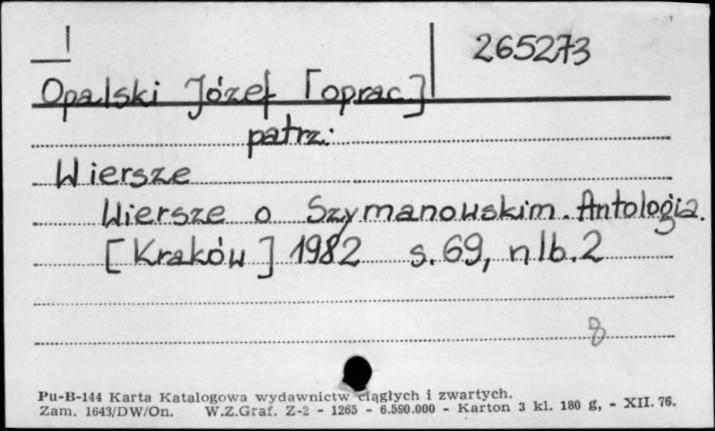 265273
Opalski Józef [oprac.]
patrz:
Wiersze
Wiersze o Szymanowskim. Antologia.
[Kraków] 1982 s. 69, nlb. 2
8
Pu-B-144 Karta Katalogowa wydawnictw ciągłych i zwartych.
Zam. 1643/DW/On. W.Z.Graf. Z-2 - 1265 - 6.590.000 - Karton 3 kl. 180 g, - XII. 76.